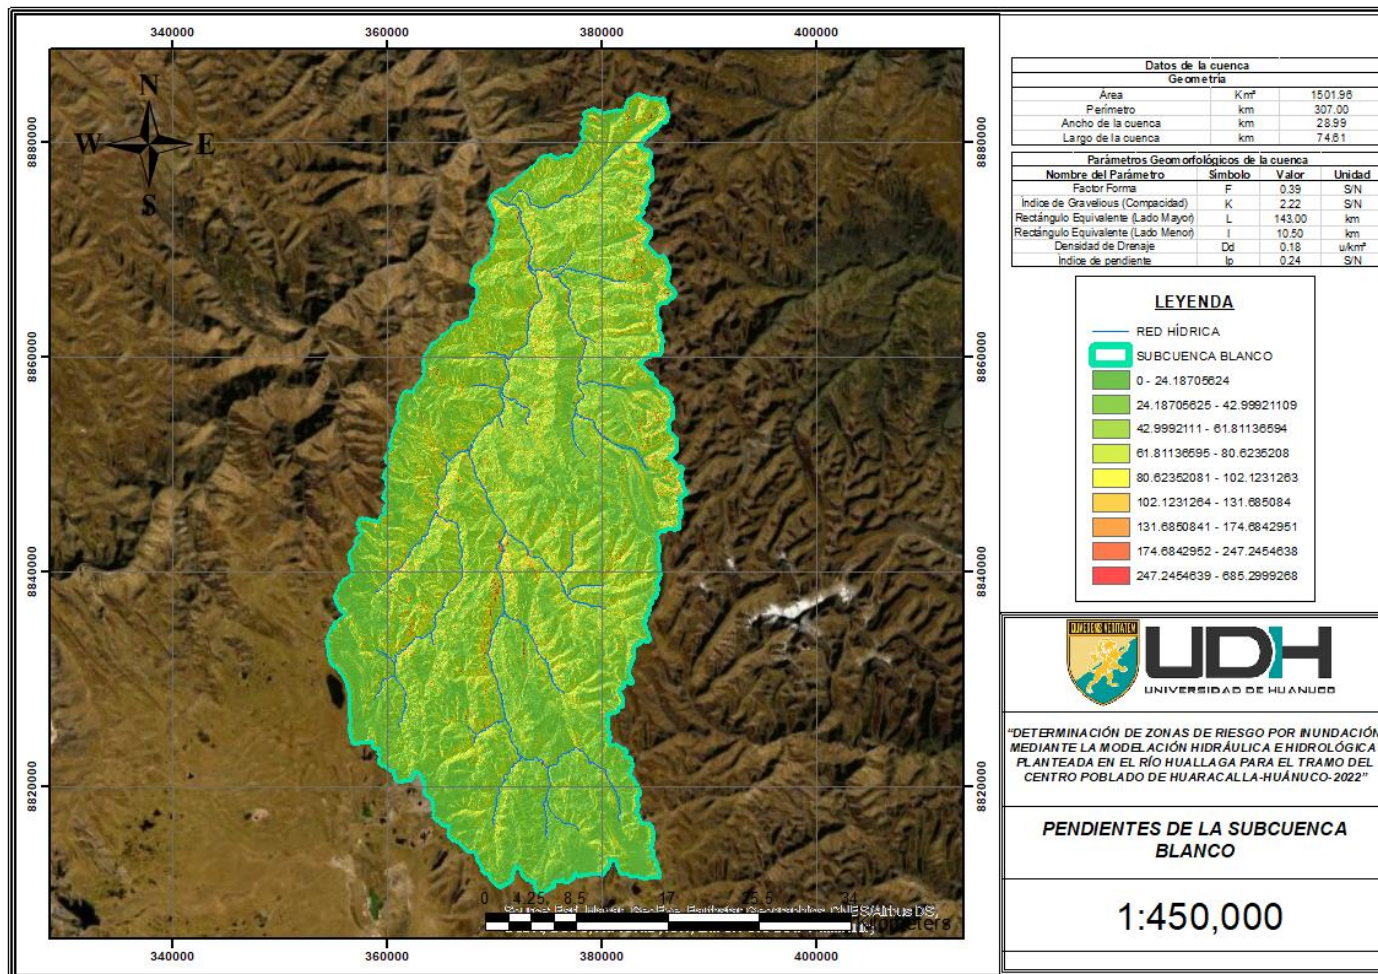 340000 360000 380000 400000
N
W E
S
8880000 8880000
8860000 8860000
8840000 8840000
8820000 8820000
0 4.25 8.5 17 25.5 34
340000 360000 380000 400000
Datos de la cuenca
Geometría
Área Km² 1501.96
Perímetro km 307.00
Ancho de la cuenca km 28.99
Largo de la cuenca km 74.61
Parámetros Geomorfológicos de la cuenca
Nombre del Parámetro Símbolo Valor Unidad
Factor Forma F 0.39 S/N
Índice de Gravelious (Compacidad) K 2.22 S/N
Rectángulo Equivalente (Lado Mayor) L 143.00 km
Rectángulo Equivalente (Lado Menor) l 10.50 km
Densidad de Drenaje Dd 0.18 u/km²
Índice de pendiente Ip 0.24 S/N
LEYENDA
RED HÍDRICA
SUBCUENCA BLANCO
0 - 24.18705624
24.18705625 - 42.99921109
42.9992111 - 61.81136594
61.81136595 - 80.6235208
80.62352081 - 102.1231263
102.1231264 - 131.685084
131.6850841 - 174.6842951
174.6842952 - 247.2454638
247.2454639 - 685.2999268
UDH
UNIVERSIDAD DE HUANUCO
"DETERMINACIÓN DE ZONAS DE RIESGO POR INUNDACIÓN
MEDIANTE LA MODELACIÓN HIDRÁULICA E HIDROLÓGICA
PLANTEADA EN EL RÍO HUALLAGA PARA EL TRAMO DEL
CENTRO POBLADO DE HUARACALLA-HUÁNUCO-2022"
PENDIENTES DE LA SUBCUENCA
BLANCO
1:450,000